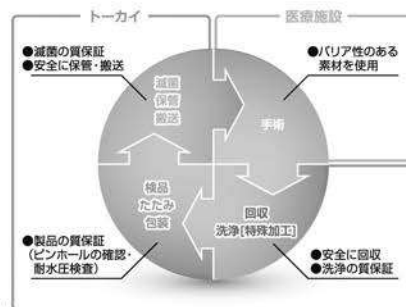 トーカイ
医療施設
●滅菌の質保証
●安全に保管・搬送
●バリア性のある
素材を使用
滅菌
保管
搬送
手術
検品
たたみ
包装
回収
洗浄[特殊加工]
●製品の質保証
(ピンホールの確認・
耐水圧検査)
●安全に回収
●洗浄の質保証